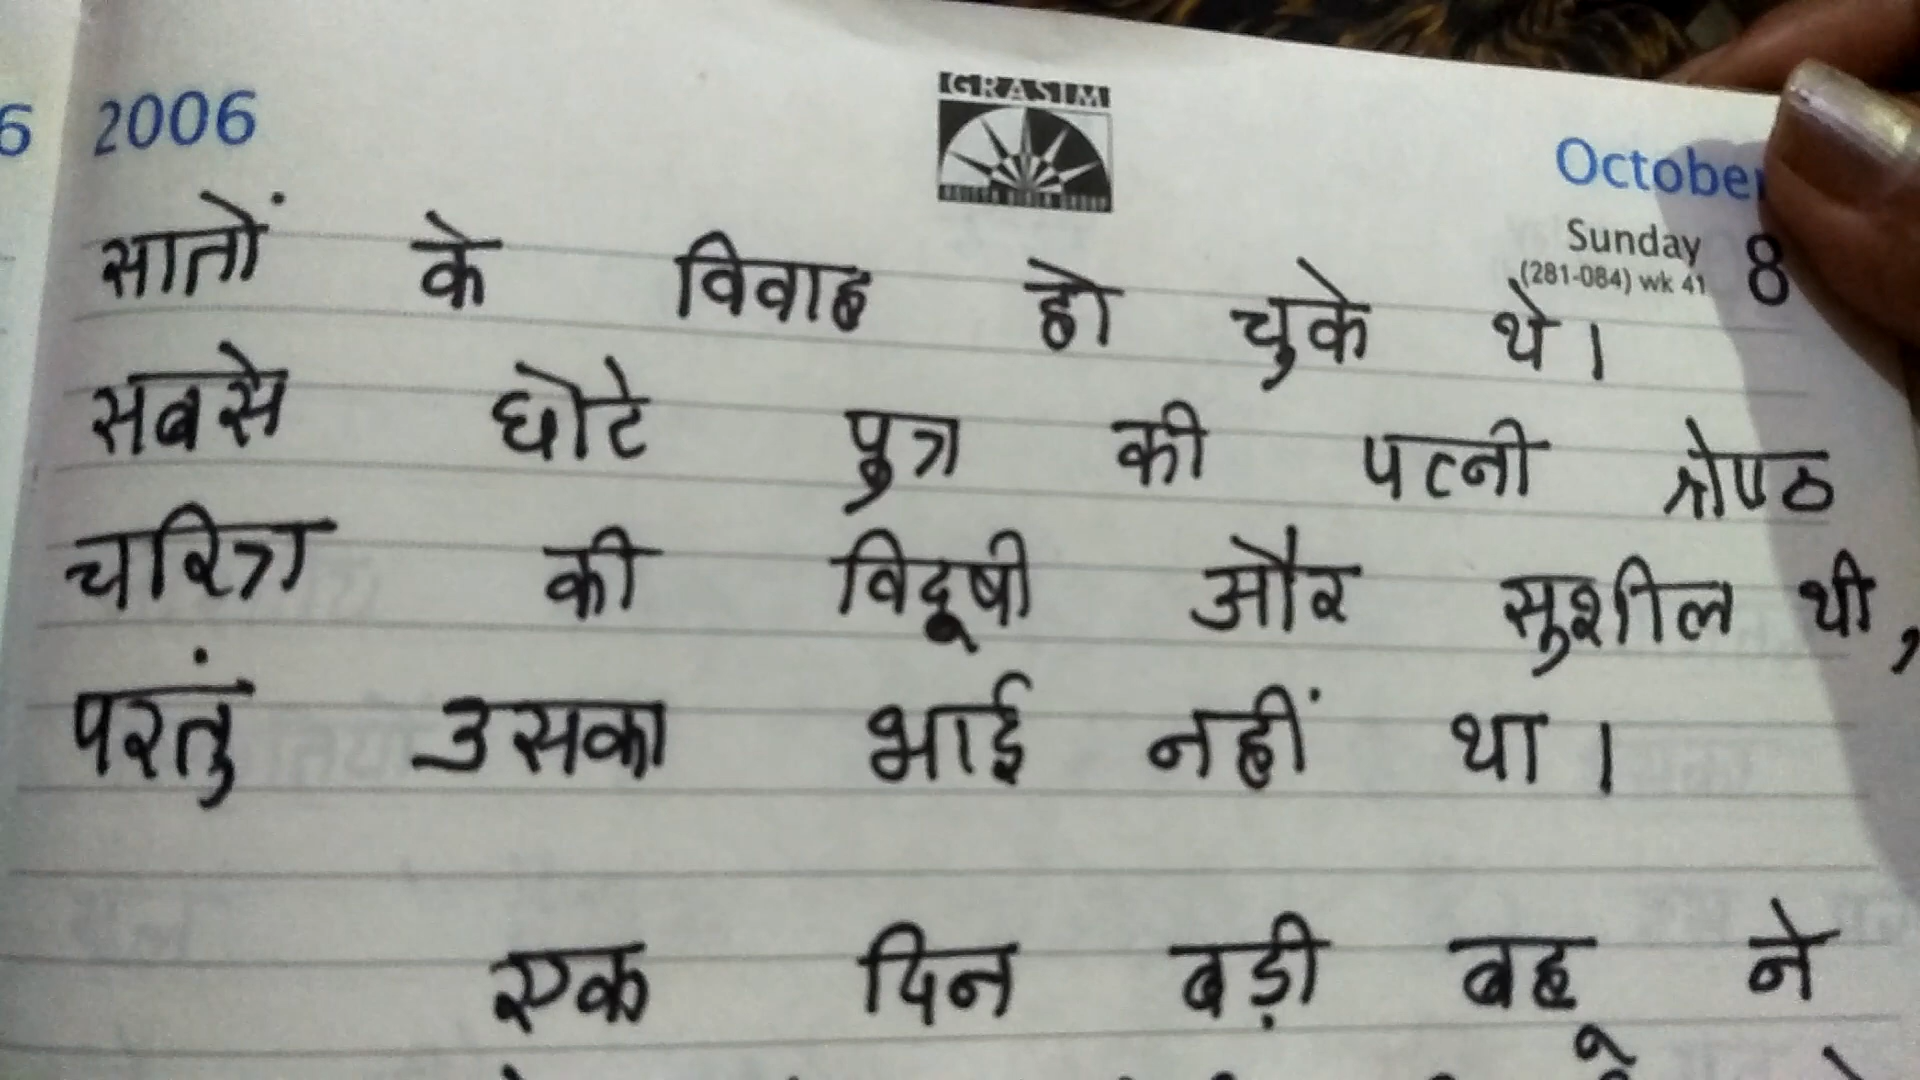 6 2006
GRASIM
October
Sunday 8
(281-084) wk 41
सातों के विवाह हो चुके थे।
सबसे छोटे पुत्र की पत्नी श्रेष्ठ
चरित्र की विदूषी और सुशील थी,
परंतु उसका भाई नहीं था।
एक दिन बड़ी बहू ने